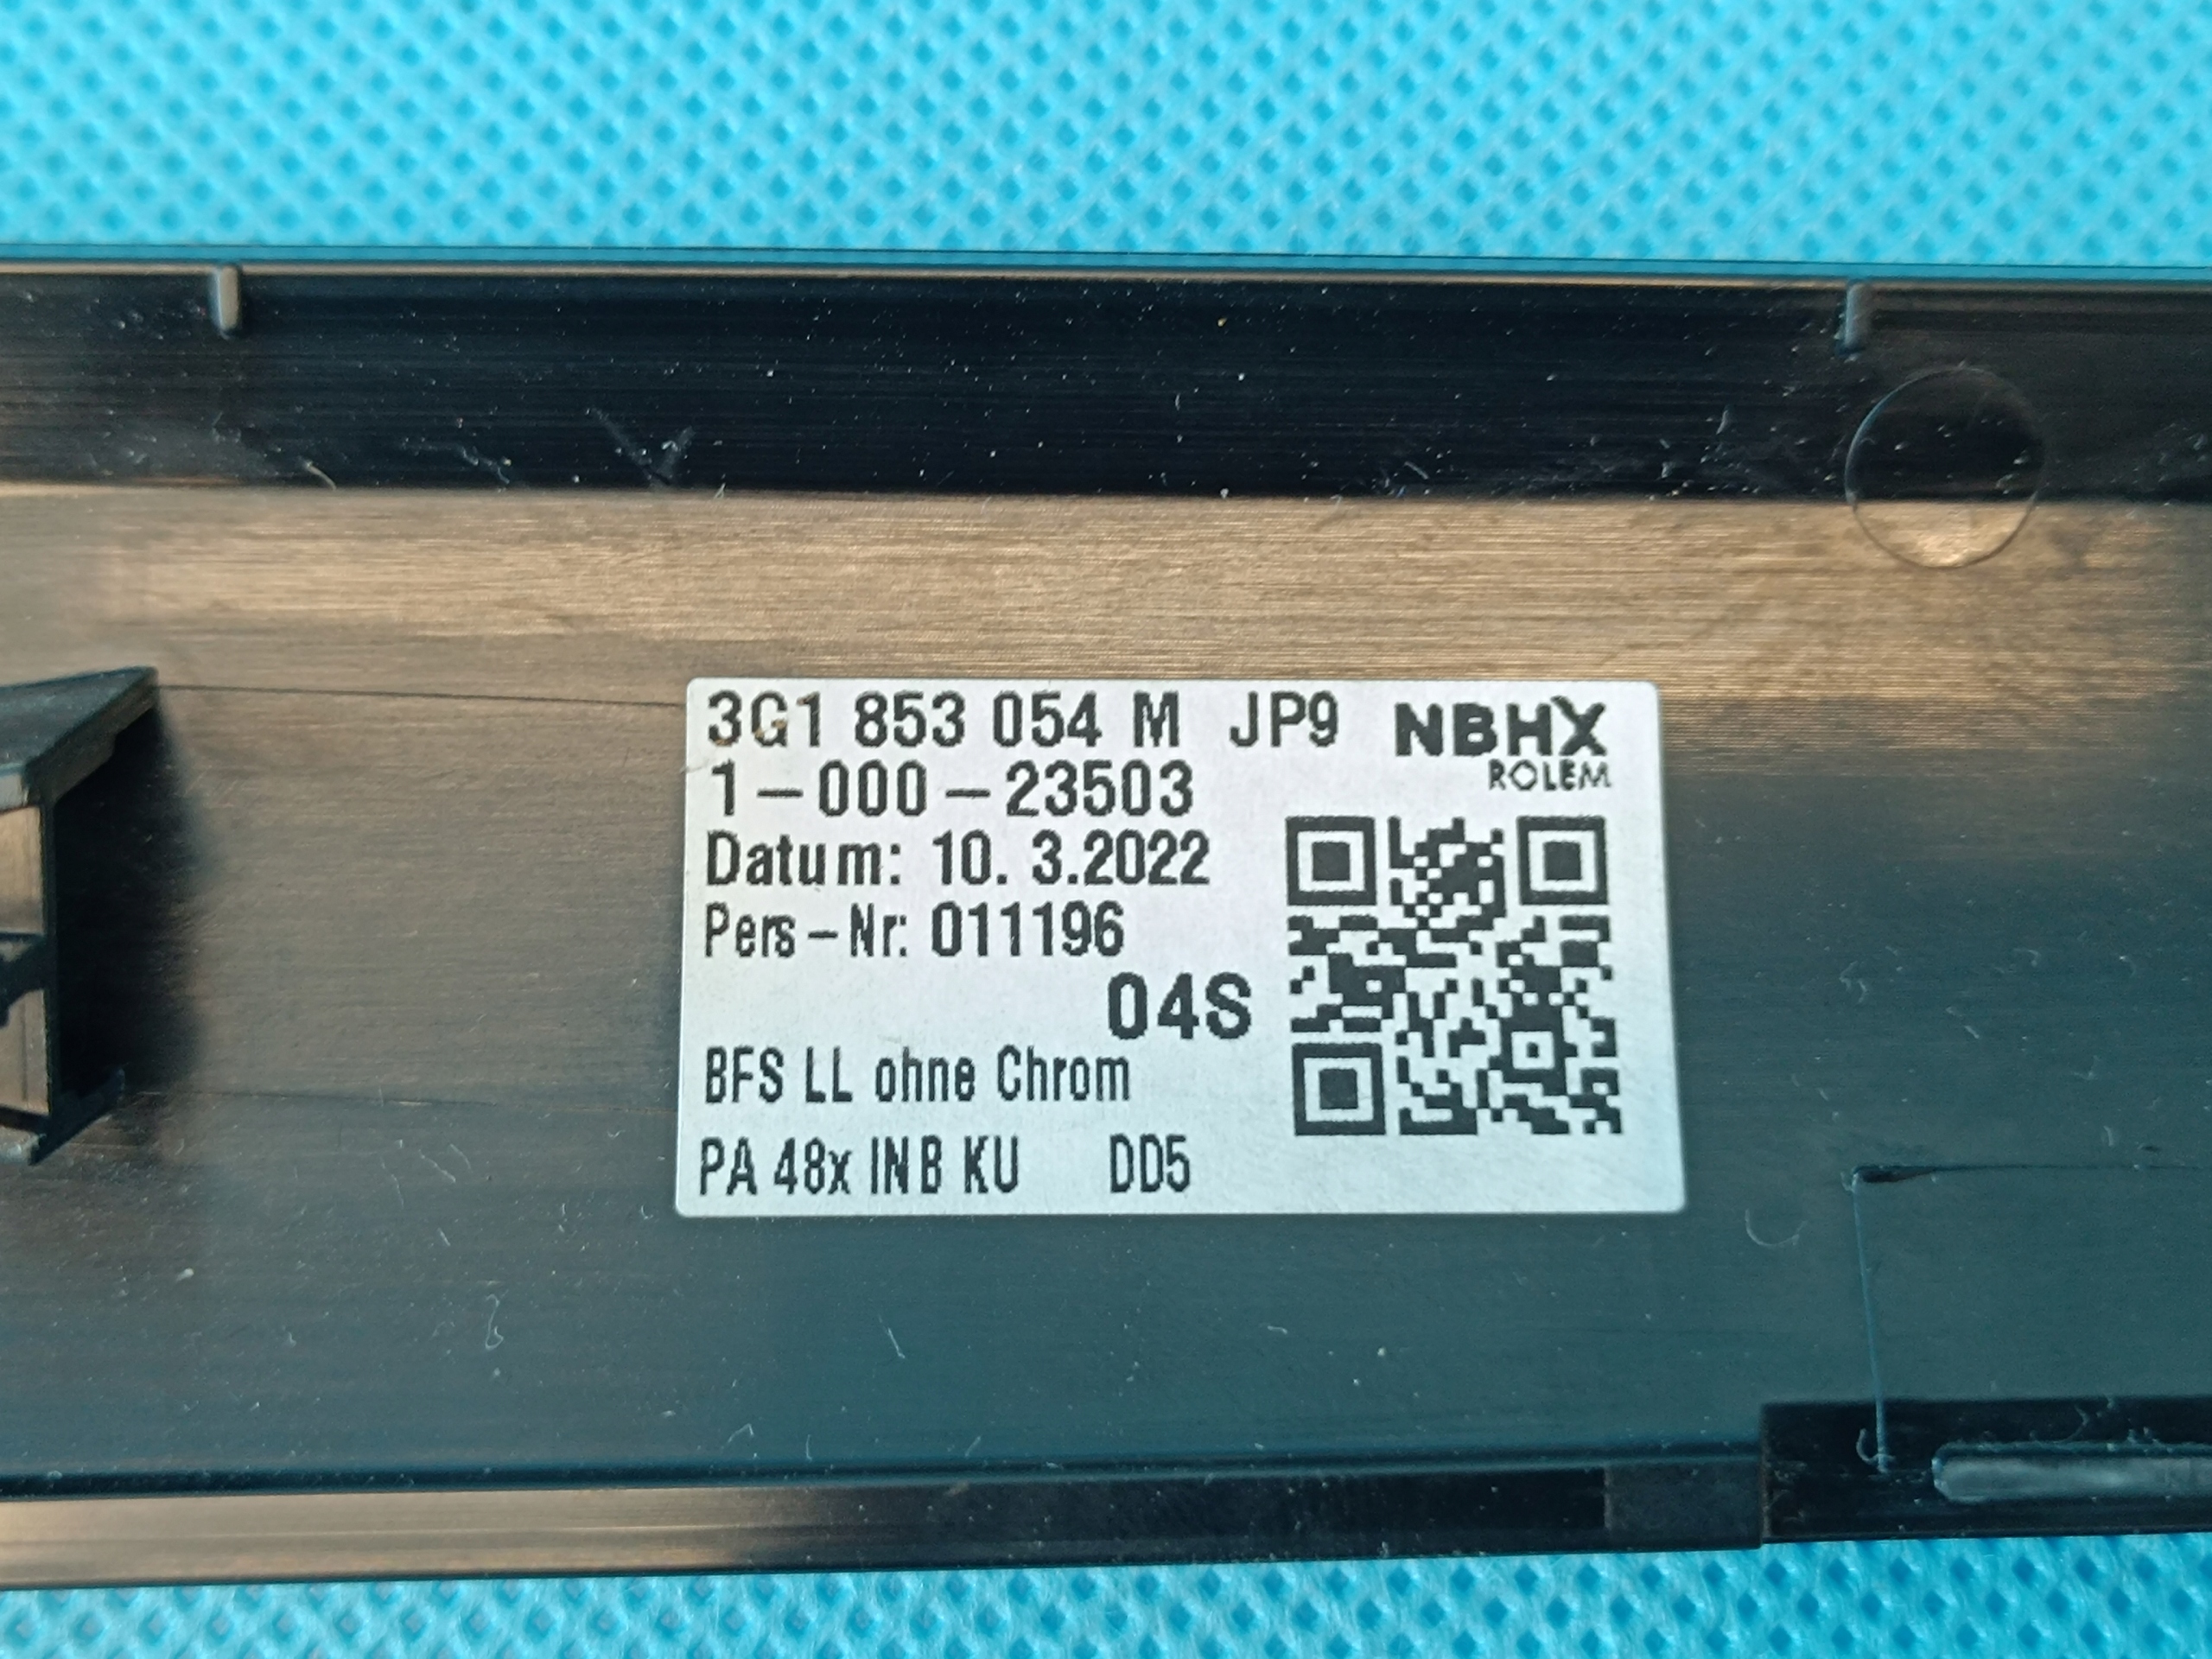 3G1 853 054 M JP9 NBHX
ROLEM
1-000-23503
Datum: 10. 3.2022
Pers-Nr: 011196
04S
BFS LL ohne Chrom
PA 48x INB KU DD5